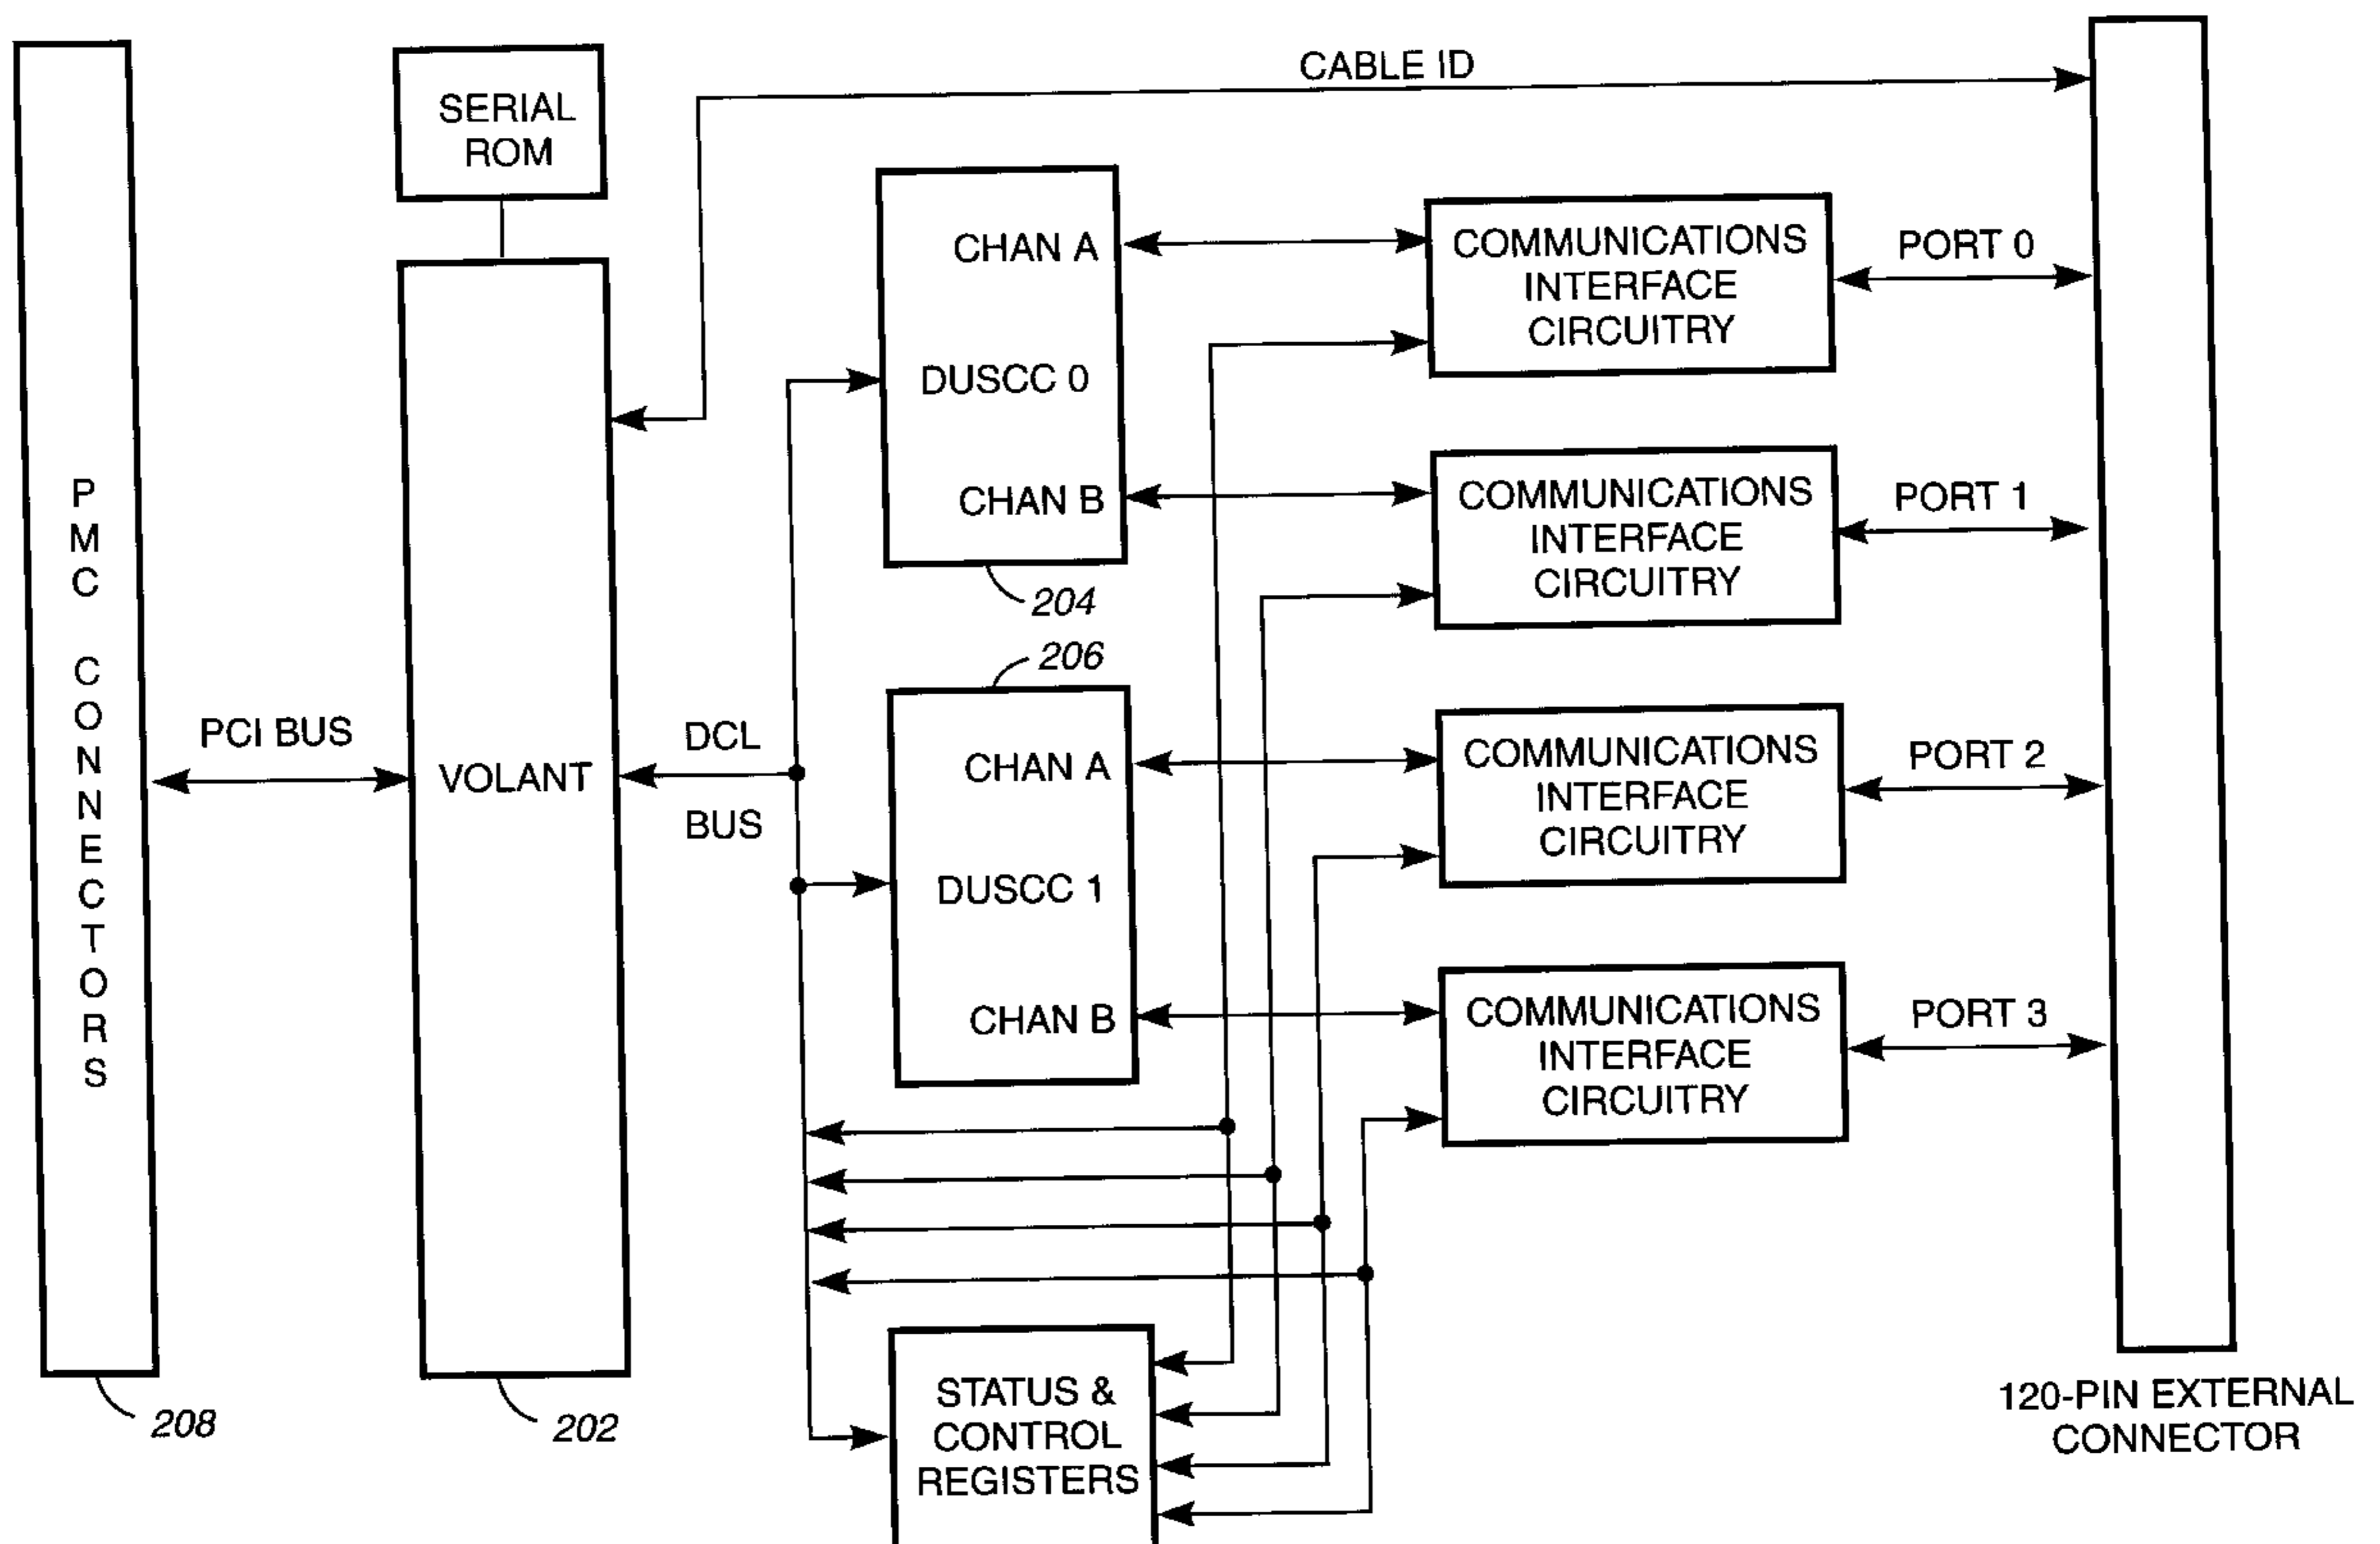 CABLE ID
SERIAL
ROM
CHAN A
DUSCC 0
CHAN B
204
206
CHAN A
DUSCC 1
CHAN B
COMMUNICATIONS
INTERFACE
CIRCUITRY
PORT 0
COMMUNICATIONS
INTERFACE
CIRCUITRY
PORT 1
COMMUNICATIONS
INTERFACE
CIRCUITRY
PORT 2
COMMUNICATIONS
INTERFACE
CIRCUITRY
PORT 3
PMC CONNECTORS
PCI BUS
VOLANT
DCL
BUS
208
202
STATUS &
CONTROL
REGISTERS
120-PIN EXTERNAL
CONNECTOR